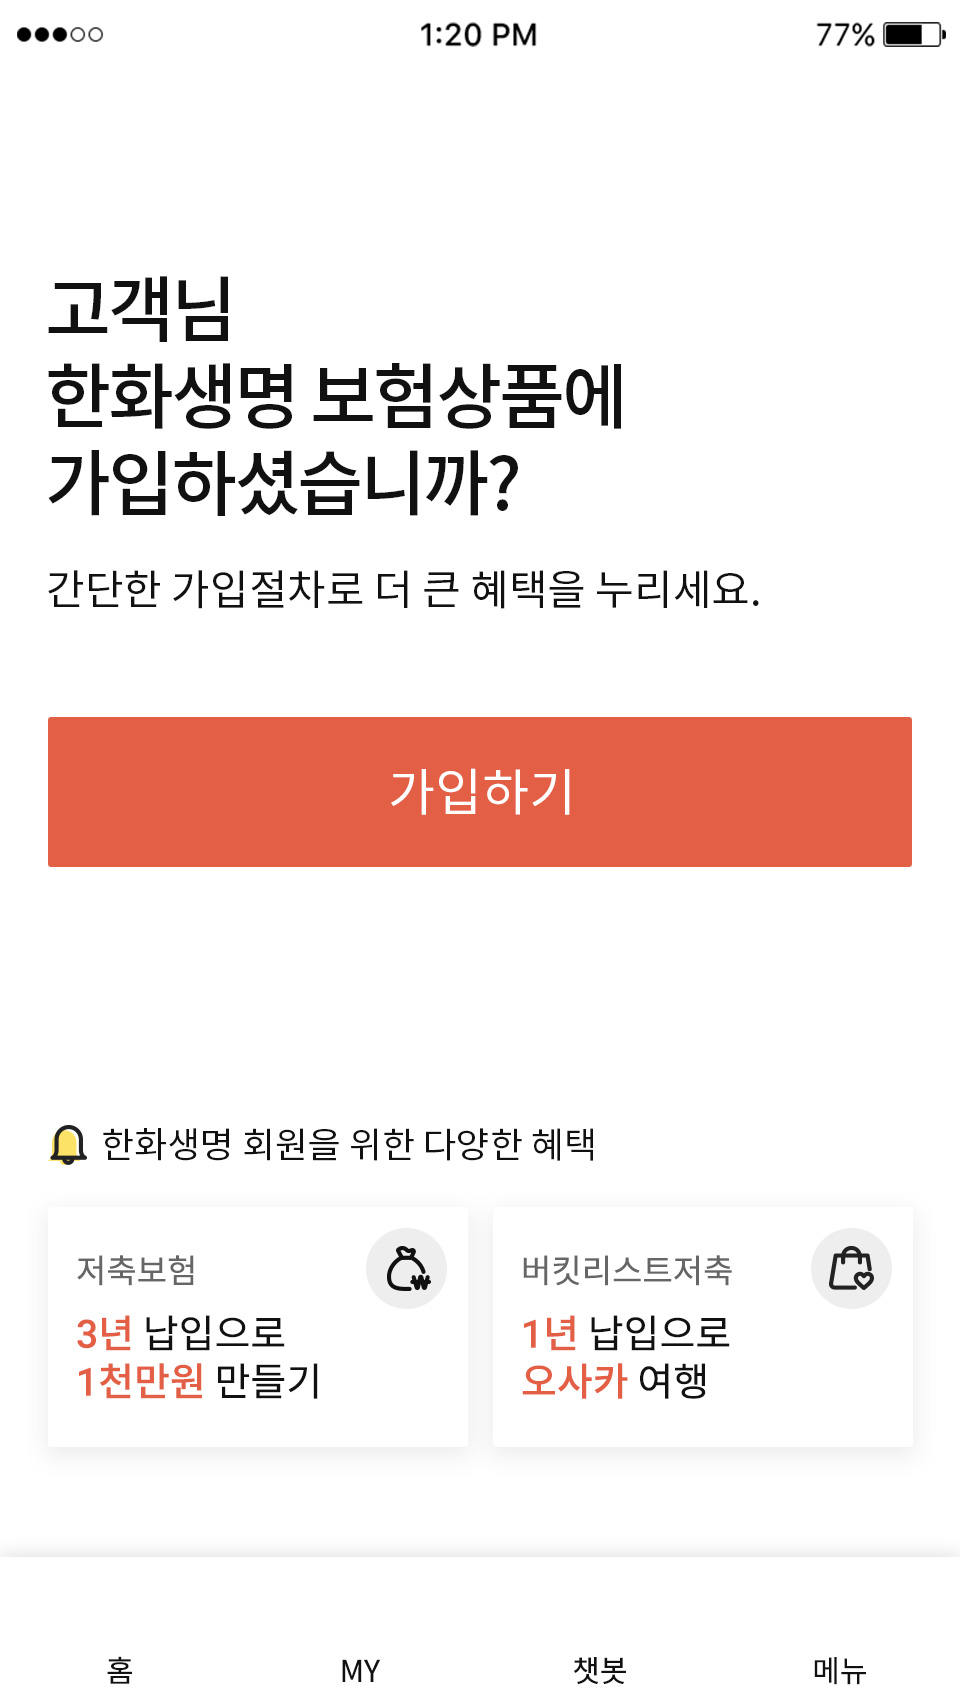 1:20 PM
77%
고객님
한화생명 보험상품에
가입하셨습니까?
간단한 가입절차로 더 큰 혜택을 누리세요.
가입하기
한화생명 회원을 위한 다양한 혜택
저축보험
3년 납입으로
1천만원 만들기
버킷리스트저축
1년 납입으로
오사카 여행
홈
MY
챗봇
메뉴